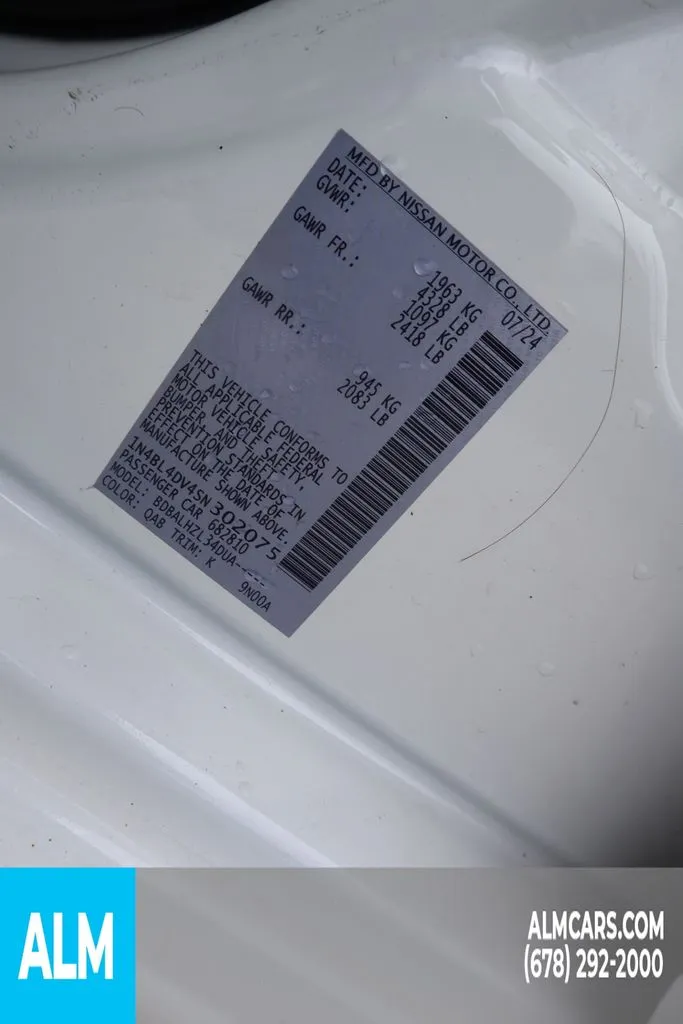 MFD BY NISSAN MOTOR CO., LTD.
DATE: 07/24
GVWR: 1963 KG
4328 LB
GAWR FR.: 1097 KG
2418 LB
GAWR RR.: 945 KG
2083 LB
THIS VEHICLE CONFORMS TO
ALL APPLICABLE FEDERAL
MOTOR VEHICLE SAFETY,
BUMPER, AND THEFT
PREVENTION STANDARDS IN
EFFECT ON THE DATE OF
MANUFACTURE SHOWN ABOVE.
1N4BL4DV4SN302075
PASSENGER CAR 682810
MODEL: BDBALHZL34DUA-----
COLOR: QAB TRIM: K 9N00A
ALM
ALMCARS.COM
(678) 292-2000